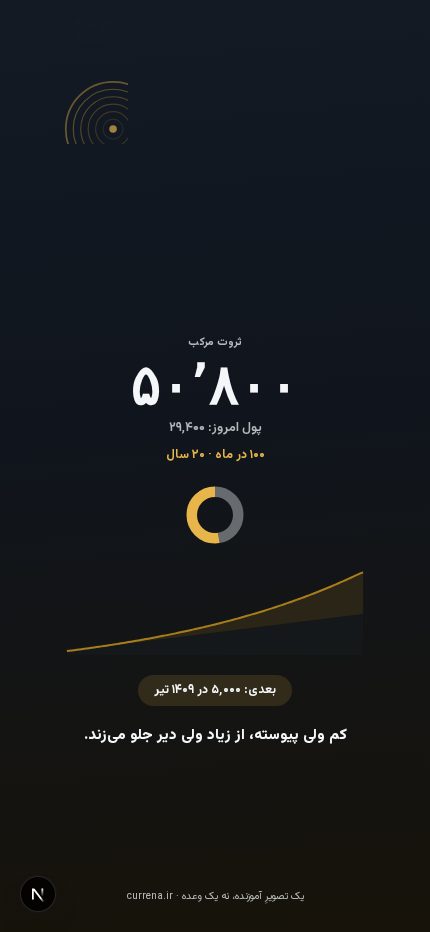 ثروت مرکب
۵۰٬۸۰۰
پول امروز: ۲۹,۴۰۰
۱۰۰ در ماه · ۲۰ سال
بعدی: ۵,۰۰۰ در ۱۴۰۹ تیر
کم ولی پیوسته، از زیاد ولی دیر جلو می‌زند.
یک تصویرِ آموزنده، نه یک وعده · currena.ir
N